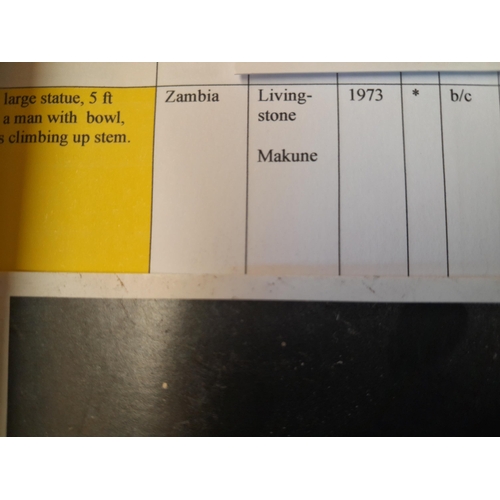 large statue, 5 ft
a man with bowl,
s climbing up stem.
Zambia
Living-
stone
Makune
1973
*
b/c